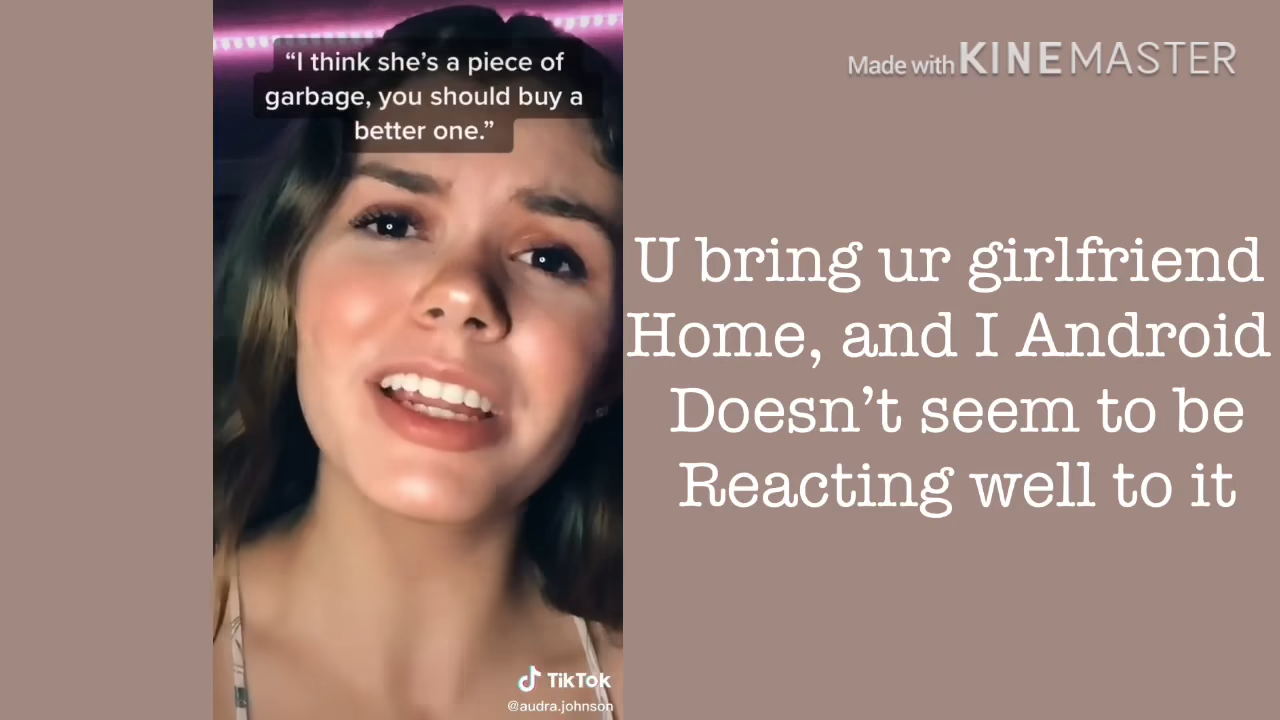 “I think she’s a piece of
garbage, you should buy a
better one.”
Made with KINEMASTER
U bring ur girlfriend
Home, and I Android
Doesn’t seem to be
Reacting well to it
TikTok
@audra.johnson